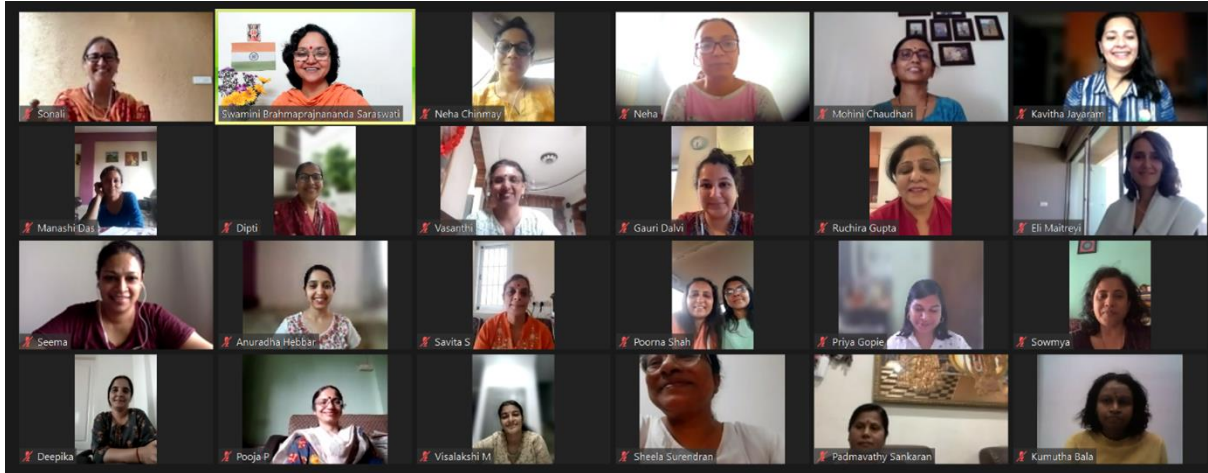 Sonali
Swamini Brahmaprajnananda Saraswati
Neha Chinmay
Neha
Mohini Chaudhari
Kavitha Jayaram
Manashi Das
Dipti
Vasanthi
Gauri Dalvi
Ruchira Gupta
Eli Maitreyi
Seema
Anuradha Hebbar
Savita S
Poorna Shah
Priya Gopie
Sowmya
Deepika
Pooja P
Visalakshi M
Sheela Surendran
Padmavathy Sankaran
Kumutha Bala